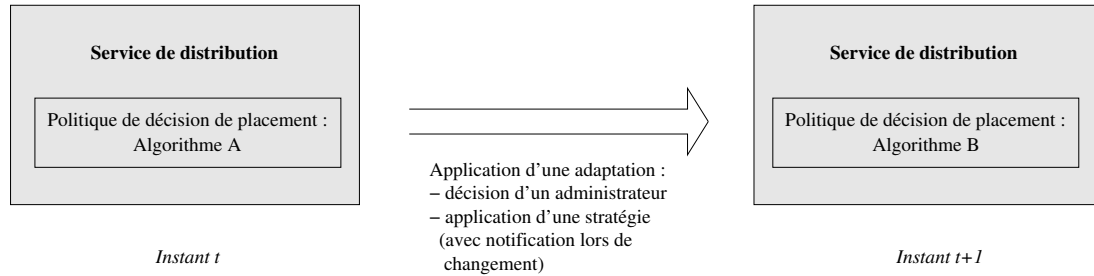 Service de distribution
Politique de décision de placement :
Algorithme A
Instant t
Application d'une adaptation :
− décision d'un administrateur
− application d'une stratégie
(avec notification lors de
changement)
Service de distribution
Politique de décision de placement :
Algorithme B
Instant t+1